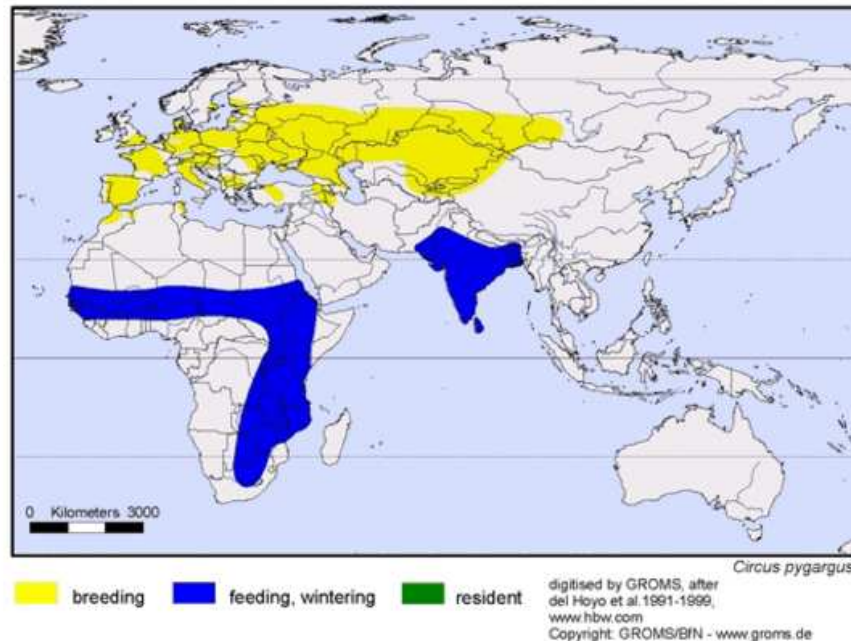 0 Kilometers 3000
Circus pygargus
breeding
feeding, wintering
resident
digitised by GROMS, after
del Hoyo et al.1991-1999,
www.hbw.com
Copyright: GROMS/BfN - www.groms.de